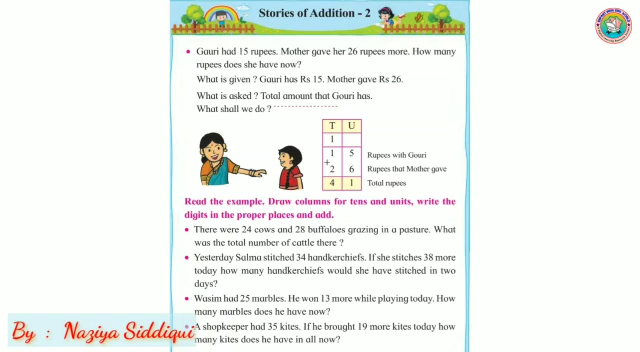 Stories of Addition - 2
• Gauri had 15 rupees. Mother gave her 26 rupees more. How many
rupees does she have now?
What is given ? Gauri has Rs 15. Mother gave Rs 26.
What is asked ? Total amount that Gouri has.
What shall we do ? ------------------
T U
1
1 5 Rupees with Gouri
+
2 6 Rupees that Mother gave
4 1 Total rupees
Read the example. Draw columns for tens and units, write the
digits in the proper places and add.
• There were 24 cows and 28 buffaloes grazing in a pasture. What
was the total number of cattle there ?
• Yesterday Salma stitched 34 handkerchiefs. If she stitches 38 more
today how many handkerchiefs would she have stitched in two
days?
• Wasim had 25 marbles. He won 13 more while playing today. How
many marbles does he have now?
• A shopkeeper had 35 kites. If he brought 19 more kites today how
many kites does he have in all now?
By : Naziya Siddiqui